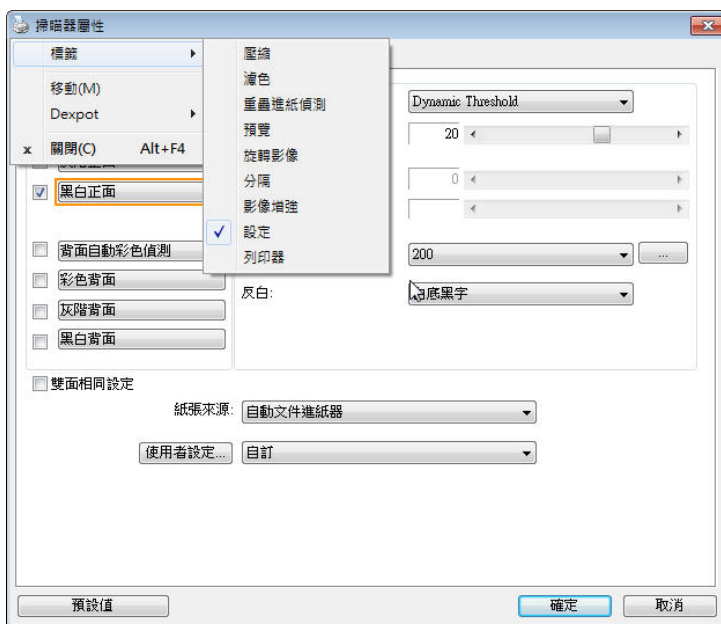 掃瞄器屬性
標籤
移動(M)
Dexpot
x 關閉(C) Alt+F4
壓縮
濾色
重疊進紙偵測
預覽
旋轉影像
分隔
影像增強
設定
列印器
Dynamic Threshold
20
0
黑白正面
背面自動彩色偵測
200
...
彩色背面
反白:
白底黑字
灰階背面
黑白背面
雙面相同設定
紙張來源:
自動文件進紙器
使用者設定...
自訂
預設值
確定
取消